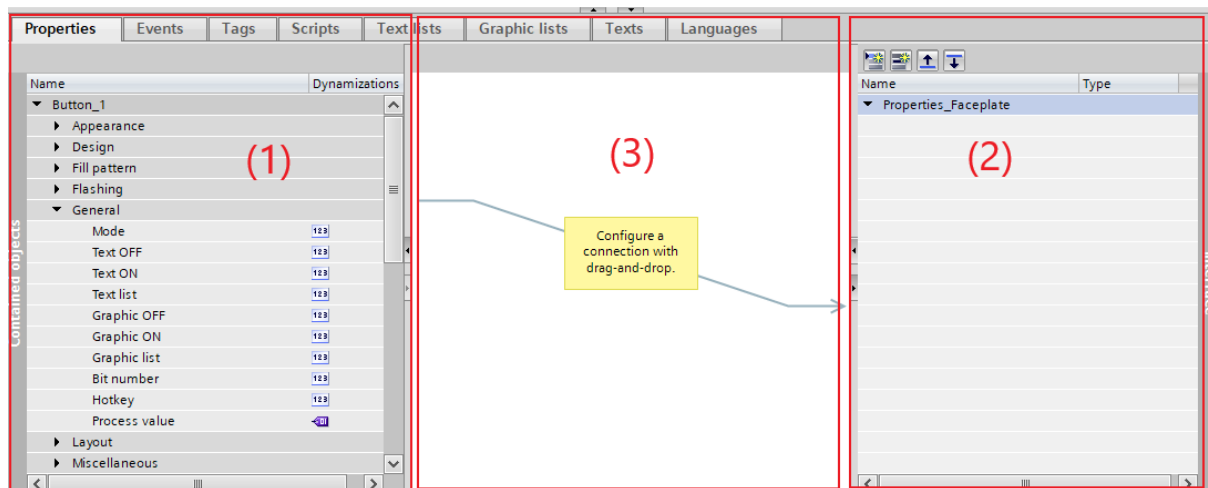 Properties Events Tags Scripts Text lists Graphic lists Texts Languages
Name Dynamizations
Button_1
Appearance
Design
Fill pattern
Flashing
General
Mode
Text OFF
Text ON
Text list
Graphic OFF
Graphic ON
Graphic list
Bit number
Hotkey
Process value
Layout
Miscellaneous
Contained objects
(1)
(3)
Configure a
connection with
drag-and-drop.
Name Type
Properties_Faceplate
(2)